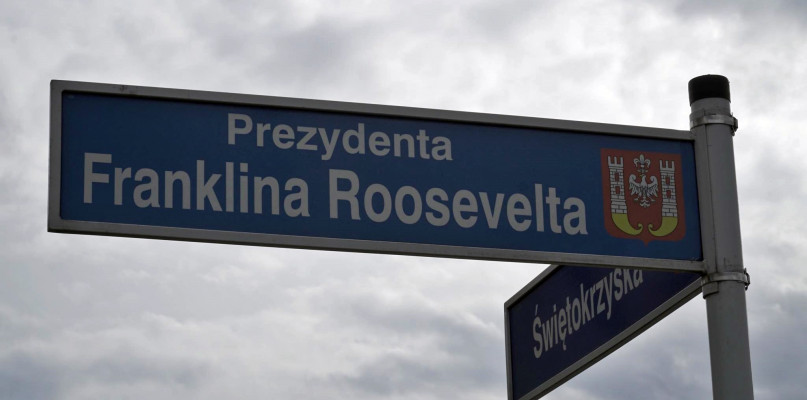 Prezydenta
Franklina Roosevelta
Świętokrzyska